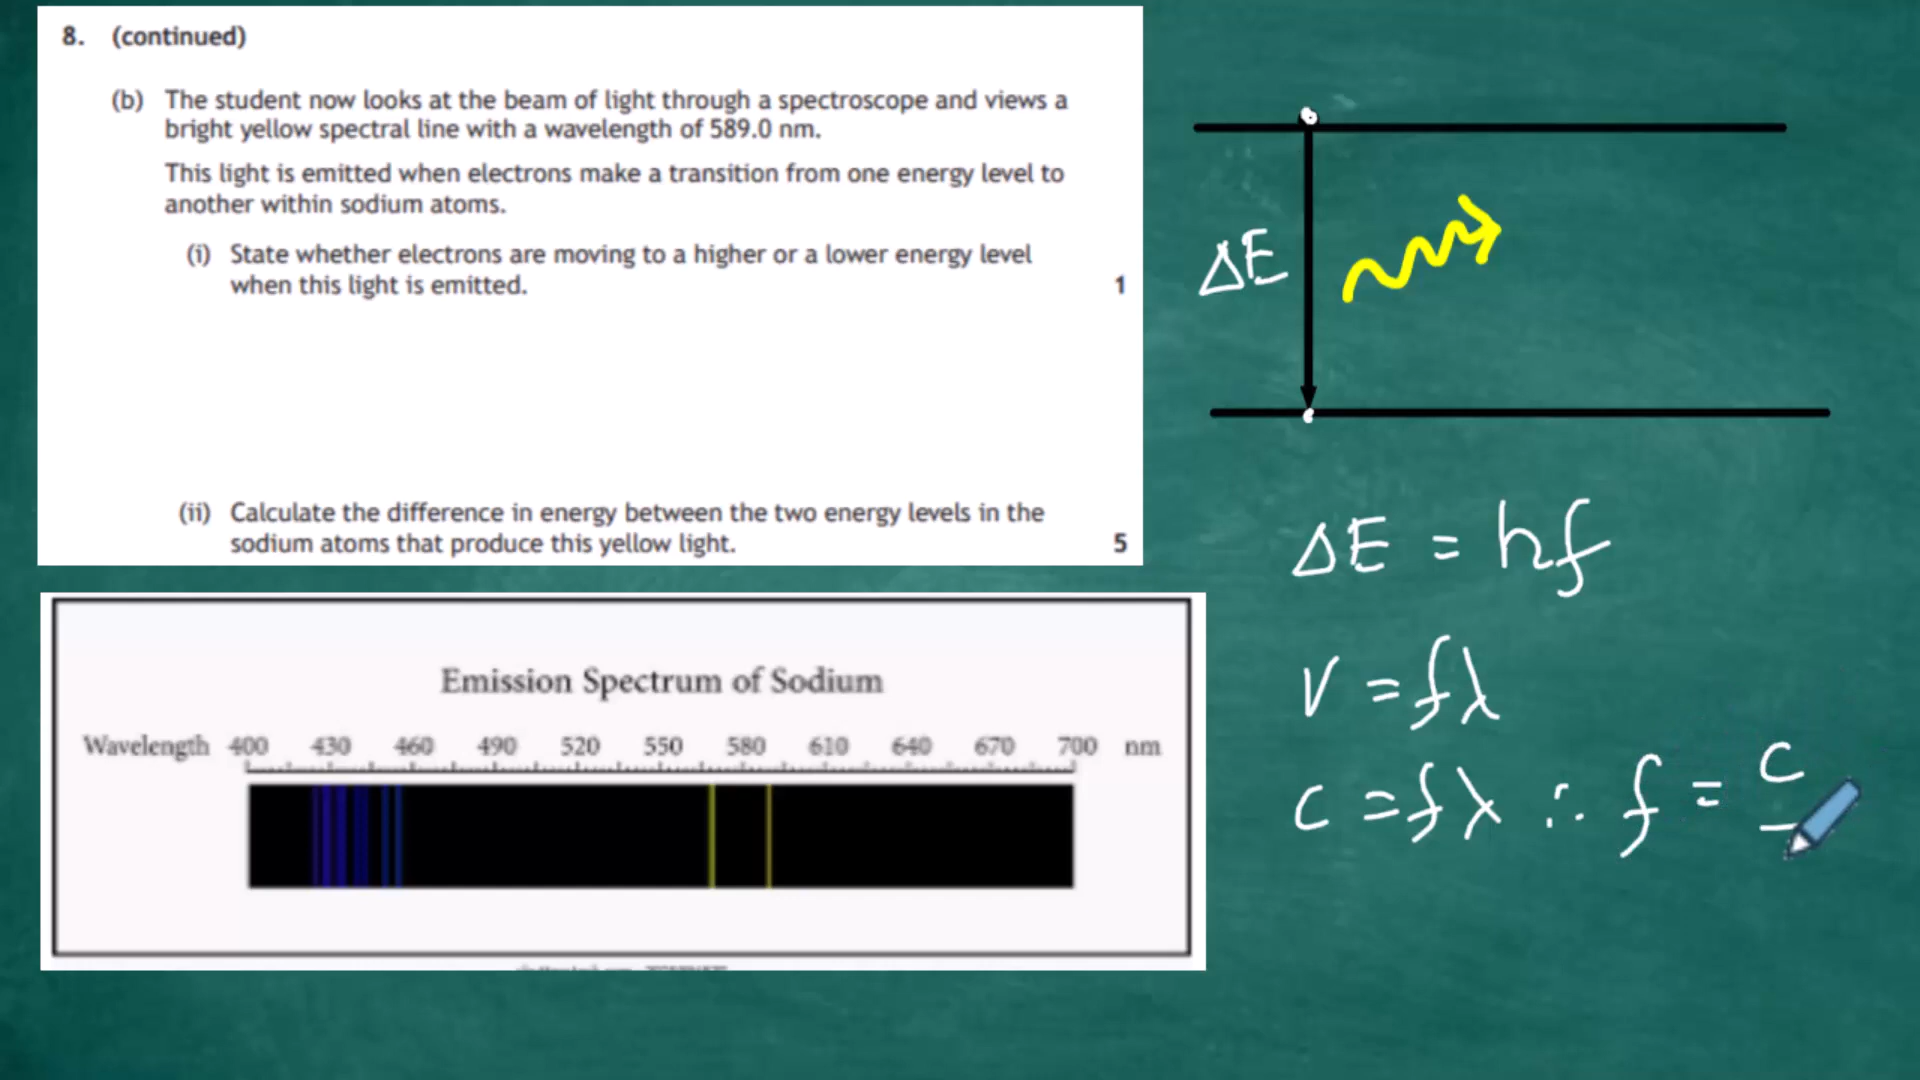 8. (continued)
(b) The student now looks at the beam of light through a spectroscope and views a
bright yellow spectral line with a wavelength of 589.0 nm.
This light is emitted when electrons make a transition from one energy level to
another within sodium atoms.
(i) State whether electrons are moving to a higher or a lower energy level
when this light is emitted. 1
(ii) Calculate the difference in energy between the two energy levels in the
sodium atoms that produce this yellow light. 5
Emission Spectrum of Sodium
Wavelength 400 430 460 490 520 550 580 610 640 670 700 nm
ΔE
ΔE = hf
v = fλ
c = fλ ∴ f = c